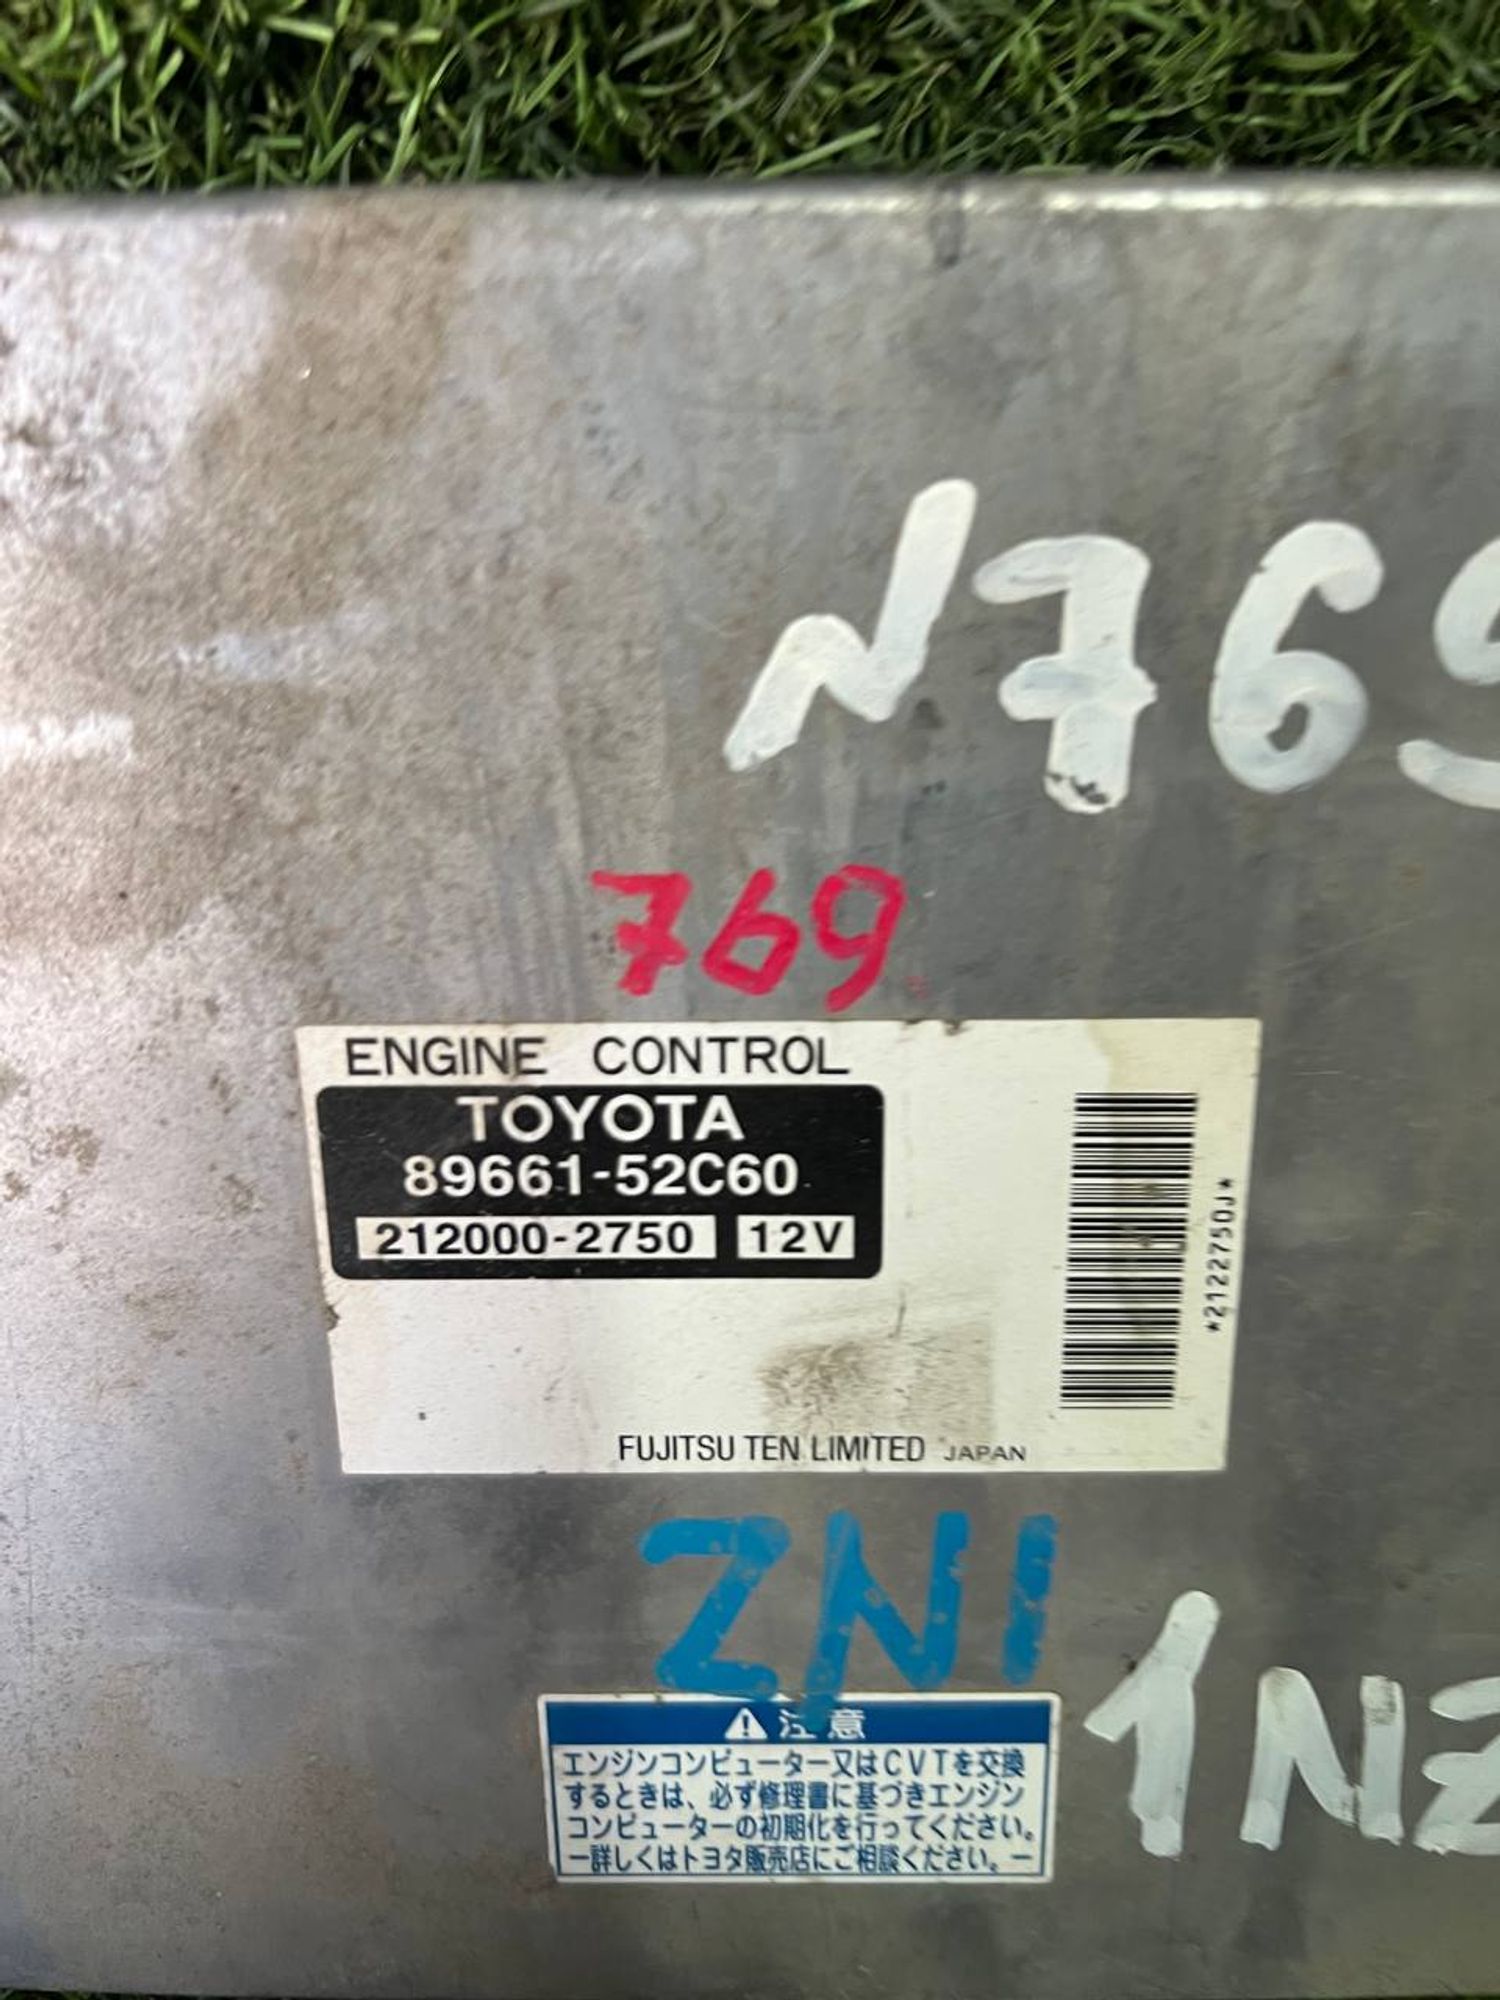 N769
769
ENGINE CONTROL
TOYOTA
89661-52C60
212000-2750 12V
*2122750J*
FUJITSU TEN LIMITED JAPAN
1NZ
1NZ
注意
エンジンコンピューター又はCVTを交換
するときは、必ず修理書に基づきエンジン
コンピューターの初期化を行ってください。
ー詳しくはトヨタ販売店にご相談ください。ー